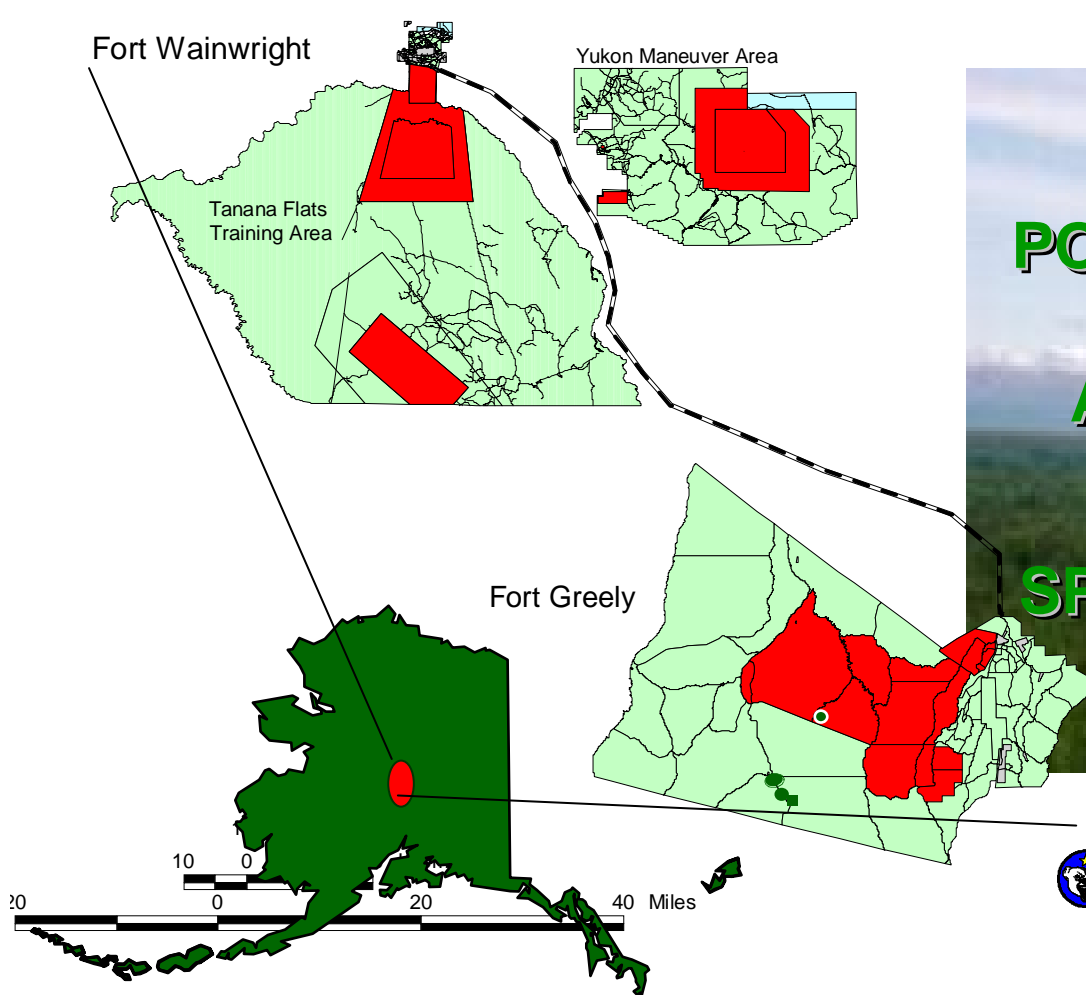 Fort Wainwright
Yukon Maneuver Area
Tanana Flats
Training Area
Fort Greely
10 0
20 0 20 40 Miles